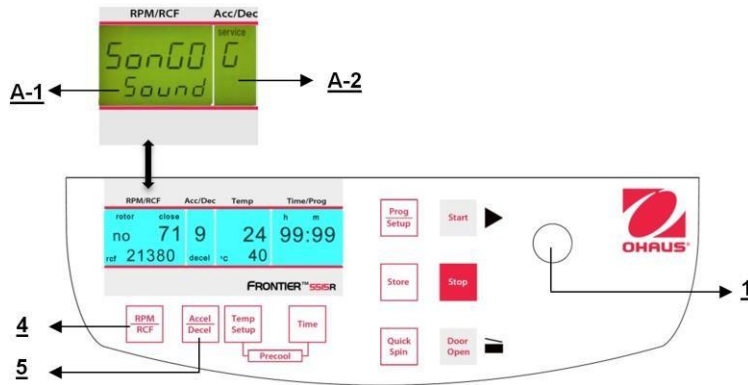 RPM/RCF Acc/Dec
service
SonGO G
Sound
A-1
A-2
RPM/RCF Acc/Dec Temp Time/Prog
rotor close h m
no 71 9 24 99:99
rcf 21380 decel °C 40
FRONTIER™ 5515R
OHAUS®
Prog
Setup
Start
Store
Stop
Quick
Spin
Door
Open
RPM
RCF
Accel
Decel
Temp
Setup
Time
Precool
1
4
5